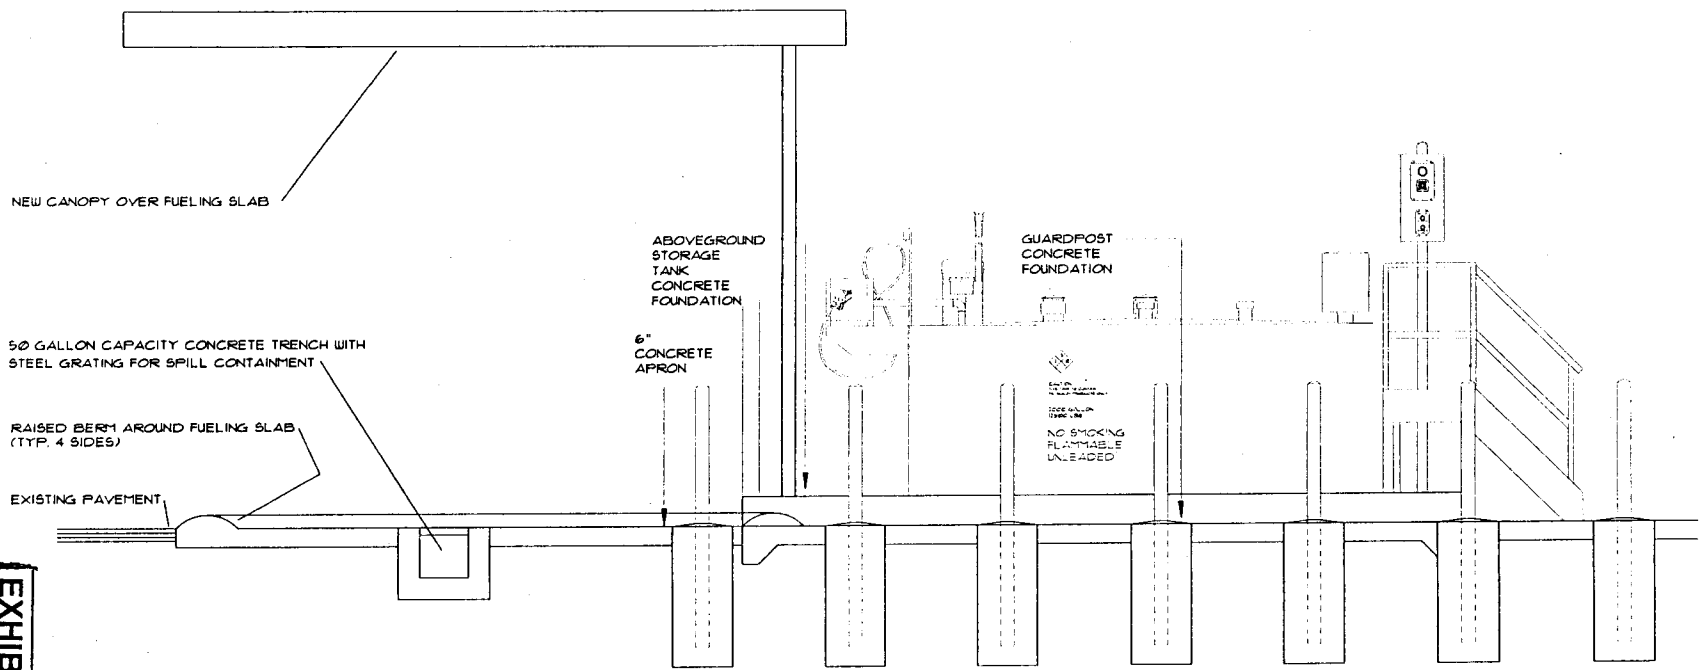 NEW CANOPY OVER FUELING SLAB
ABOVEGROUND
STORAGE
TANK
CONCRETE
FOUNDATION
GUARDPOST
CONCRETE
FOUNDATION
6"
CONCRETE
APRON
50 GALLON CAPACITY CONCRETE TRENCH WITH
STEEL GRATING FOR SPILL CONTAINMENT
RAISED BERM AROUND FUELING SLAB
(TYP. 4 SIDES)
EXISTING PAVEMENT
NO SMOKING
FLAMMABLE
UNLEADED
EXHIB